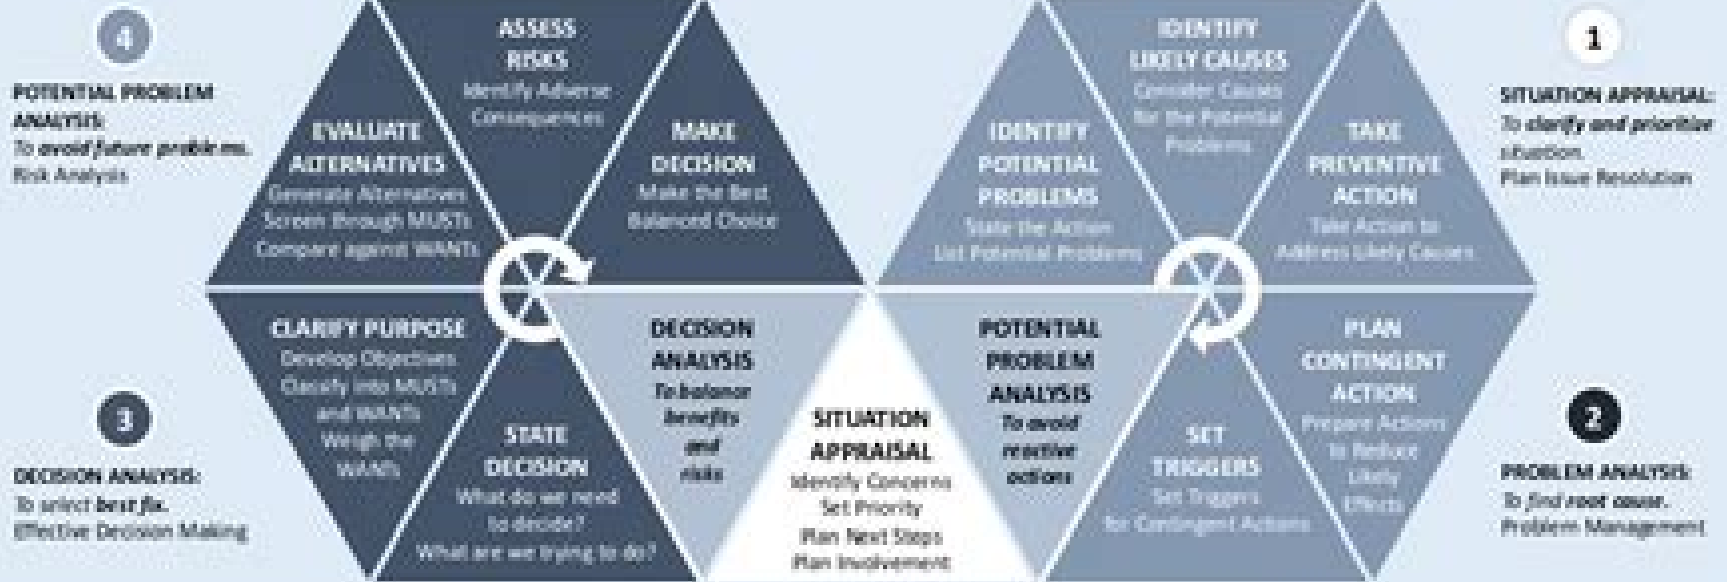 4
POTENTIAL PROBLEM
ANALYSIS:
To avoid future problems.
Risk Analysis
3
DECISION ANALYSIS:
To select best fix.
Effective Decision Making
ASSESS
RISKS
Identify Adverse
Consequences
EVALUATE
ALTERNATIVES
Generate Alternatives
Screen through MUSTs
Compare against WANTs
MAKE
DECISION
Make the Best
Balanced Choice
CLARIFY PURPOSE
Develop Objectives
Classify into MUSTs
and WANTs
Weigh the
WANTs
STATE
DECISION
What do we need
to decide?
What are we trying to do?
DECISION
ANALYSIS
To balance
benefits
and
risks
SITUATION
APPRAISAL
Identify Concerns
Set Priority
Plan Next Steps
Plan Involvement
POTENTIAL
PROBLEM
ANALYSIS
To avoid
reactive
actions
IDENTIFY
POTENTIAL
PROBLEMS
State the Action
List Potential Problems
IDENTIFY
LIKELY CAUSES
Consider Causes
for the Potential
Problems
TAKE
PREVENTIVE
ACTION
Take Action to
Address Likely Causes
PLAN
CONTINGENT
ACTION
Prepare Actions
to Reduce
Likely
Effects
SET
TRIGGERS
Set Triggers
for Contingent Actions
1
SITUATION APPRAISAL:
To clarify and prioritize
situation.
Plan Issue Resolution
2
PROBLEM ANALYSIS:
To find root cause.
Problem Management